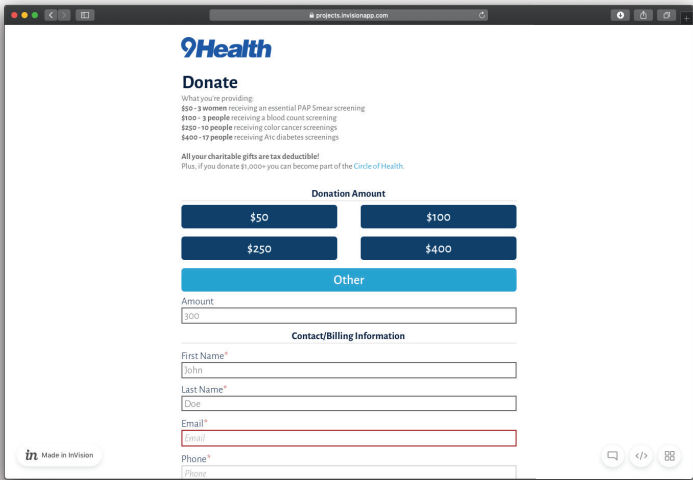 projects.invisionapp.com
9Health
Donate
What you're providing:
$50 - 3 women receiving an essential PAP Smear screening
$100 - 3 people receiving a blood count screening
$250 - 10 people receiving color cancer screenings
$400 - 17 people receiving A1c diabetes screenings
All your charitable gifts are tax deductible!
Plus, if you donate $1,000+ you can become part of the Circle of Health.
Donation Amount
$50 $100
$250 $400
Other
Amount
300
Contact/Billing Information
First Name*
John
Last Name*
Doe
Email*
Email
Phone*
Phone
in Made in InVision